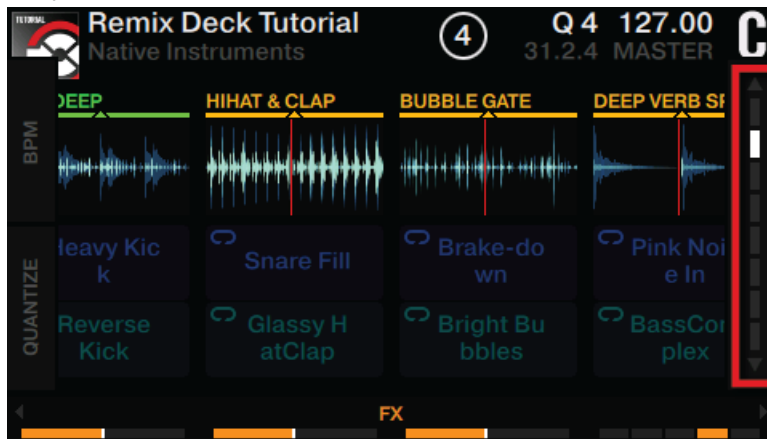 TUTORIAL
Remix Deck Tutorial
Native Instruments
4
Q 4 127.00
31.2.4 MASTER
C
BPM
QUANTIZE
DEEP
HIHAT & CLAP
BUBBLE GATE
DEEP VERB SF
Heavy Kic
k
Snare Fill
Brake-do
wn
Pink Noi
e In
Reverse
Kick
Glassy H
atClap
Bright Bu
bbles
BassCor
plex
FX